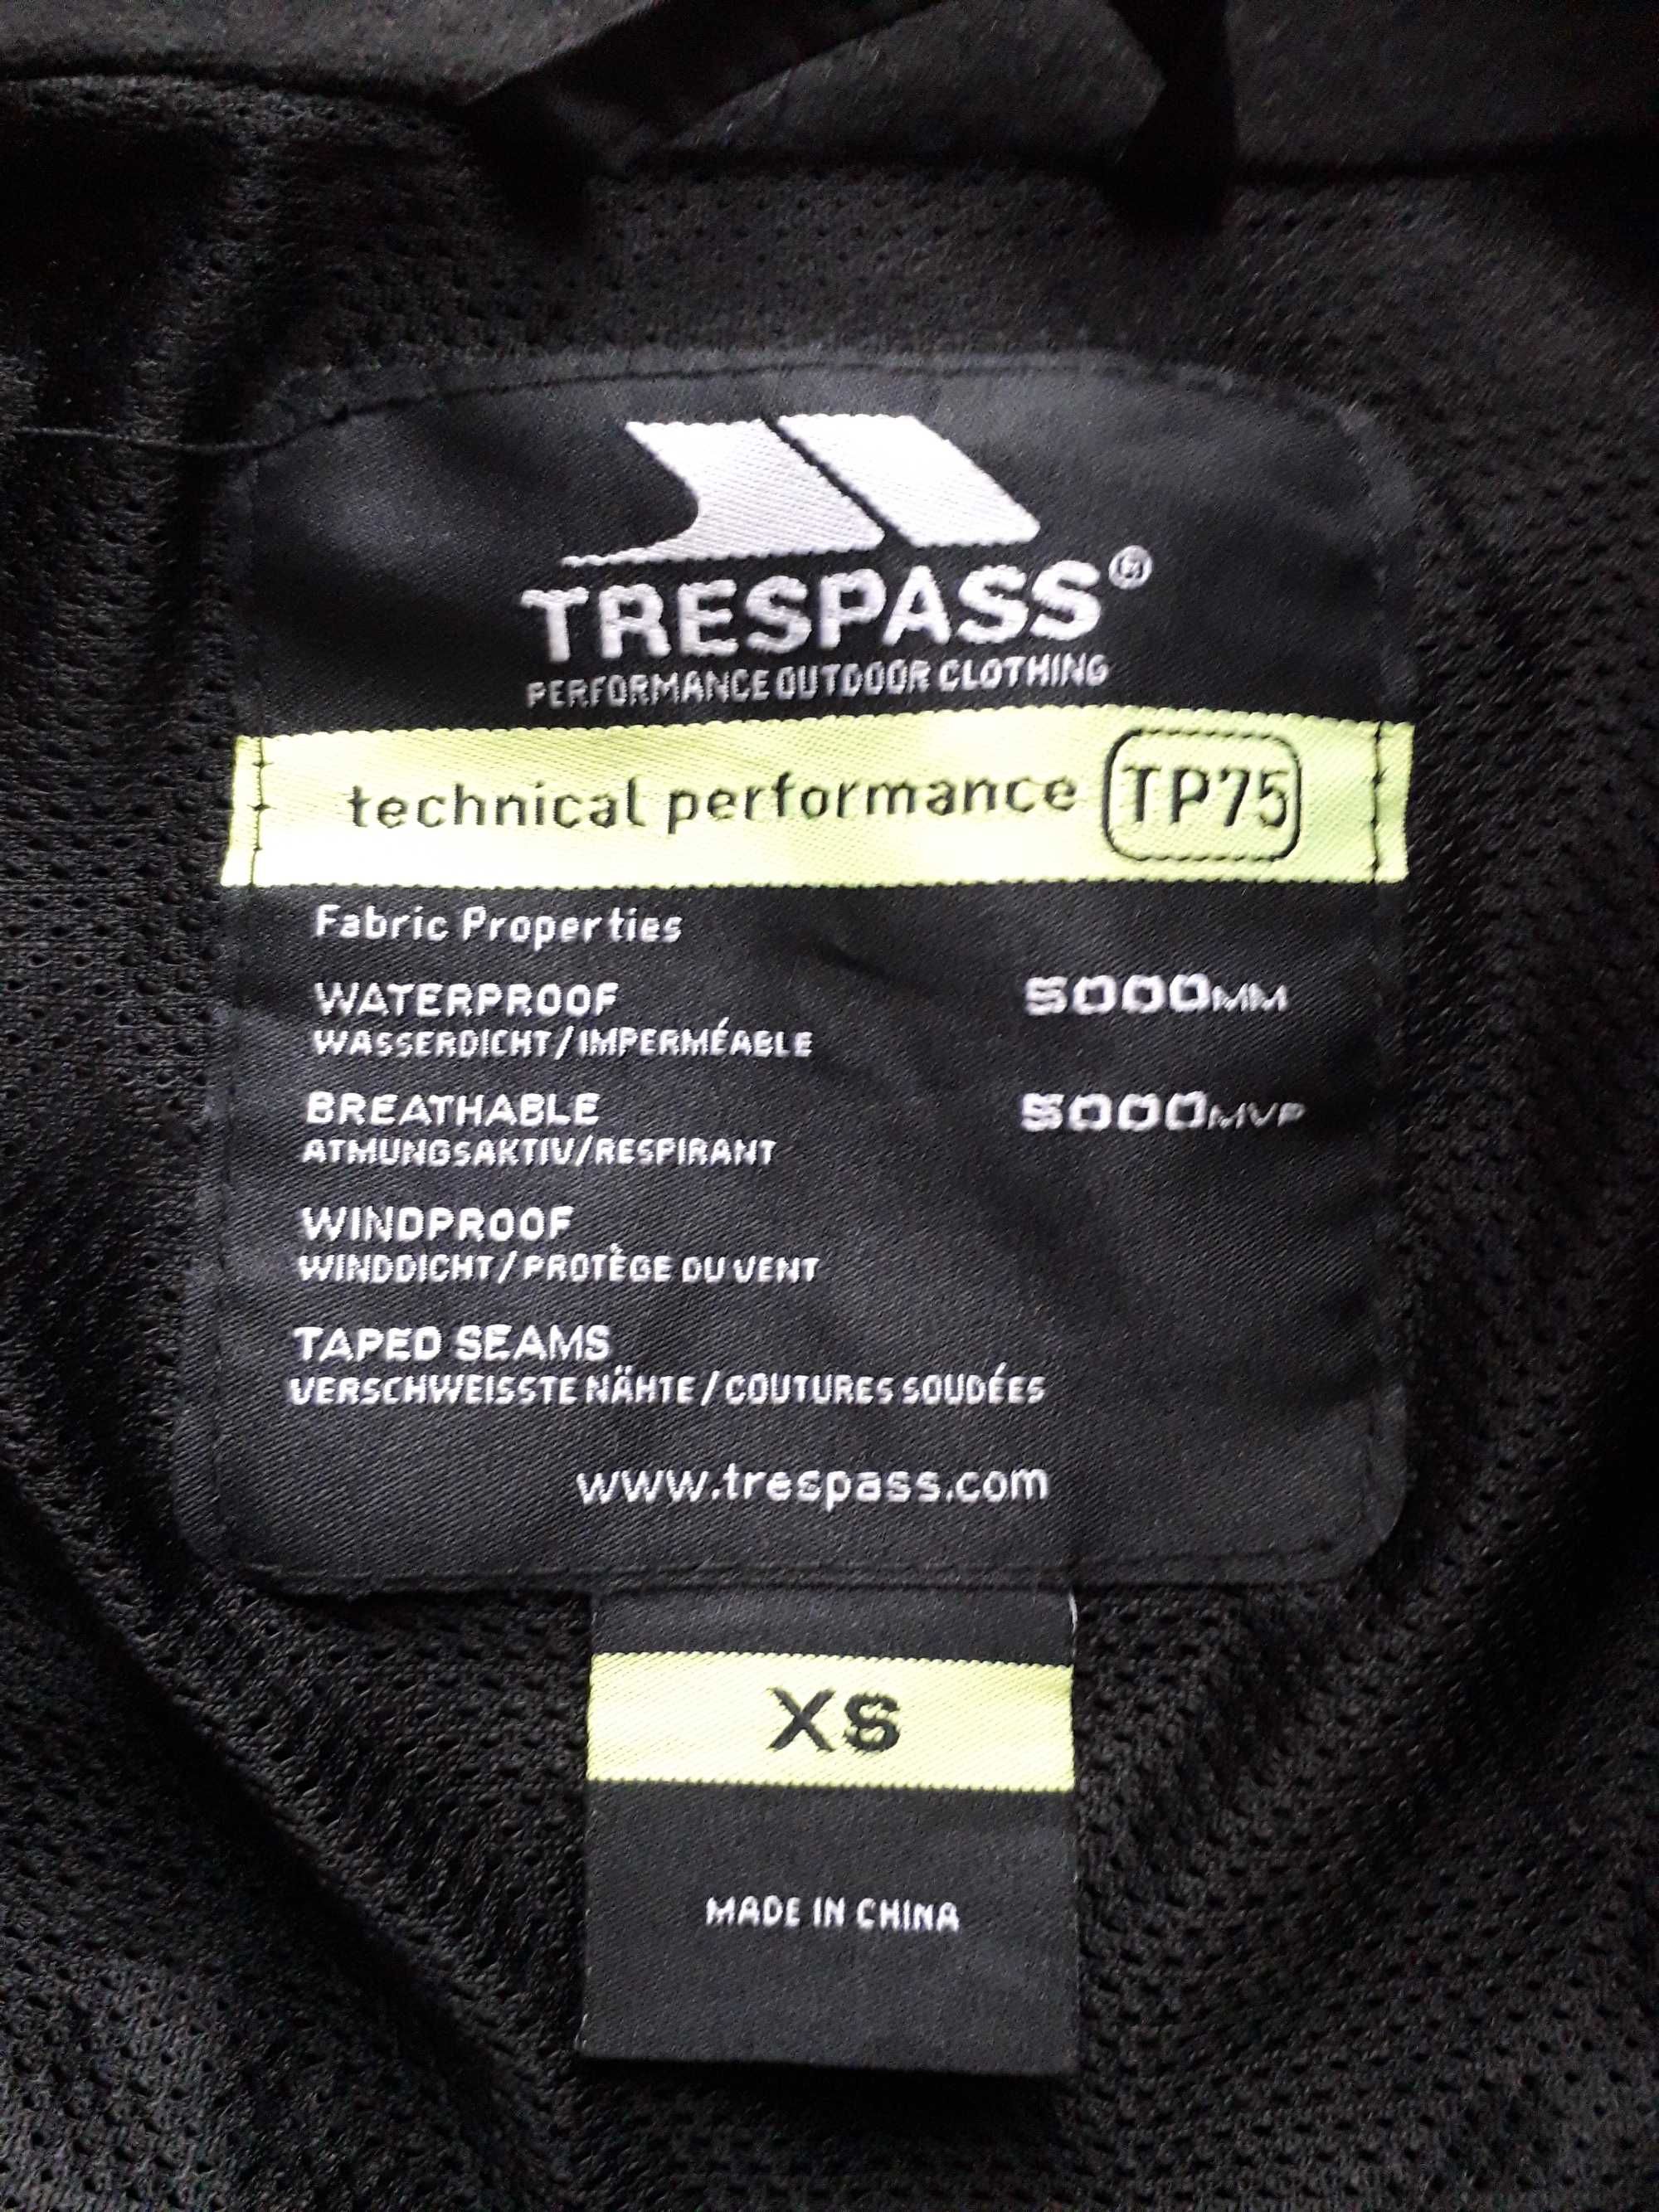 TRESPASS®
PERFORMANCE OUTDOOR CLOTHING
technical performance TP75
Fabric Properties
WATERPROOF 5000MM
WASSERDICHT/IMPERMÉABLE
BREATHABLE 5000MVP
ATMUNGSAKTIV/RESPIRANT
WINDPROOF
WINDDICHT/PROTÈGE DU VENT
TAPED SEAMS
VERSCHWEISSTE NÄHTE/COUTURES SOUDÉES
www.trespass.com
XS
MADE IN CHINA